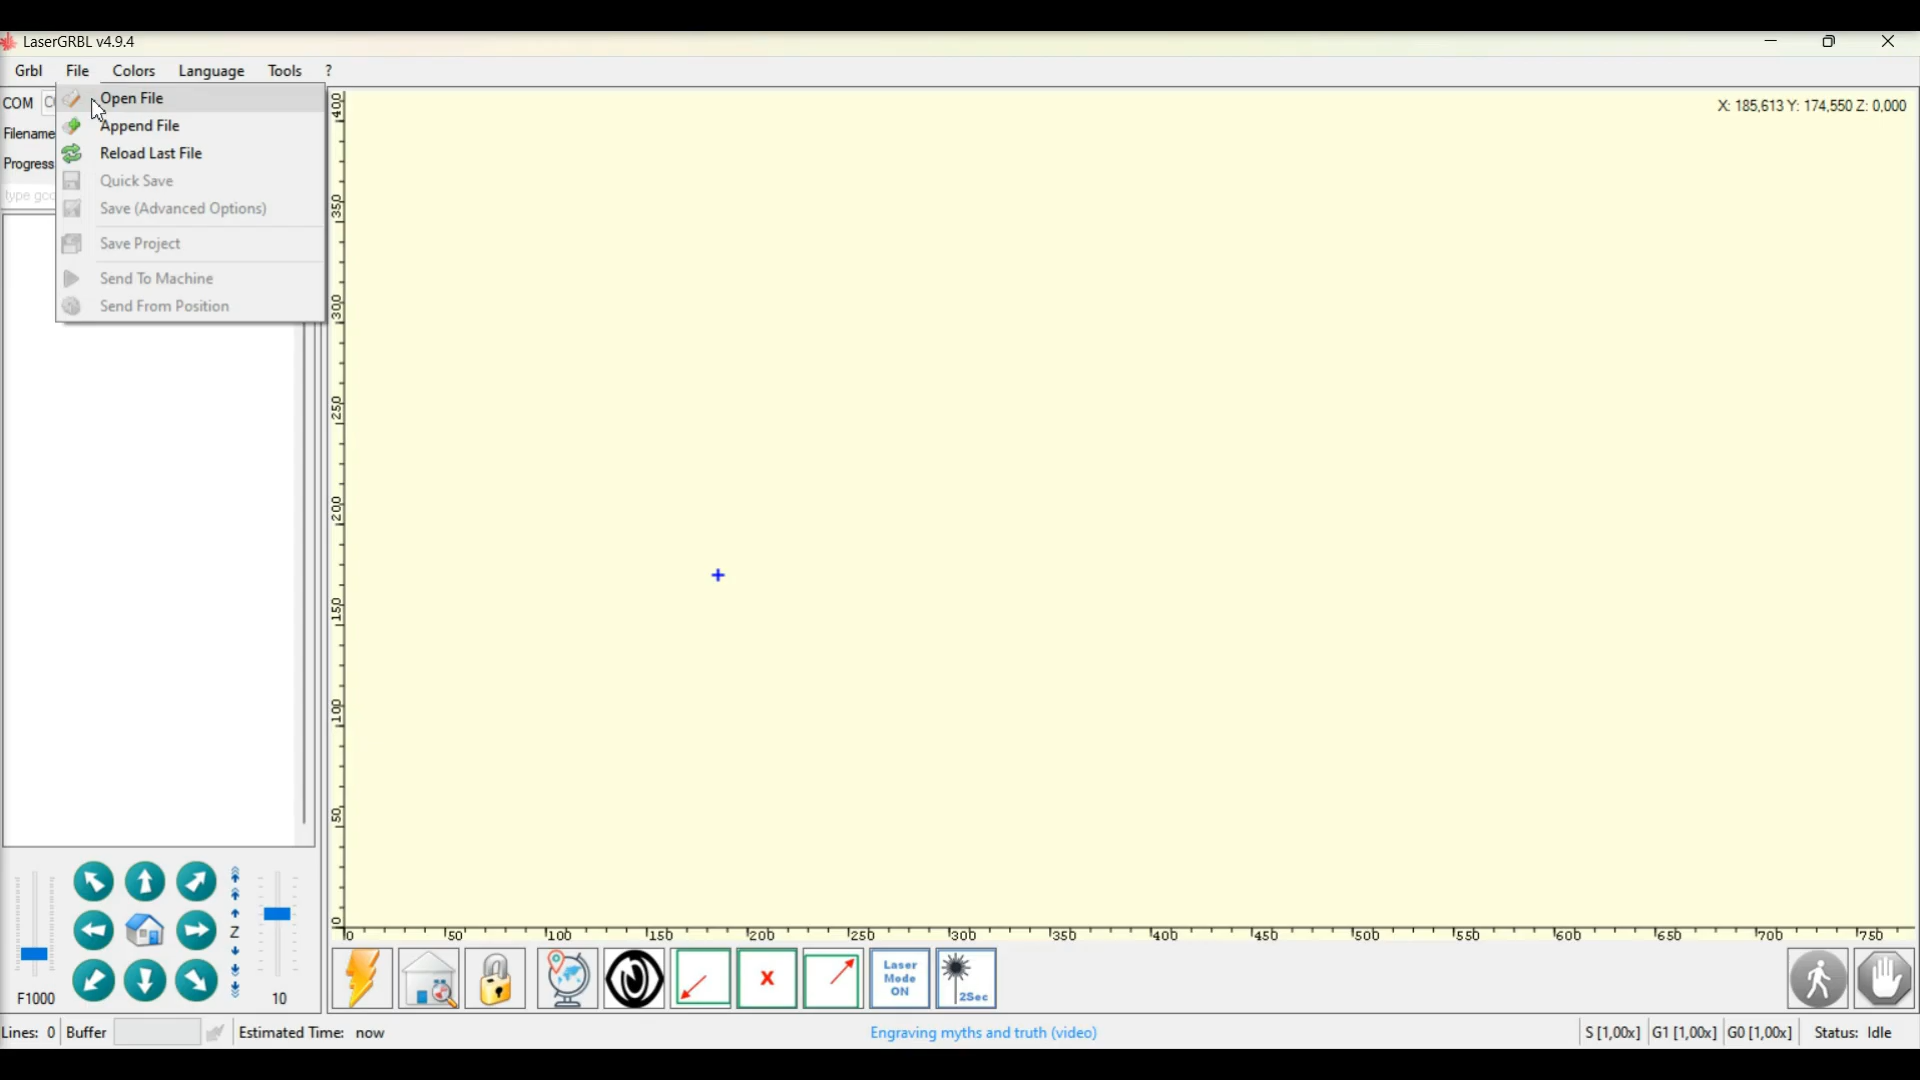 LaserGRBL v4.9.4
Grbl File Colors Language Tools ?
COM
Open File
Filename
Append File
Progress
Reload Last File
Quick Save
type
Save (Advanced Options)
Save Project
Send To Machine
Send From Position
X: 185,613 Y: 174,550 Z: 0,000
400
350
300
250
200
150
100
50
0
0 50 100 150 200 250 300 350 400 450 500 550 600 650 700 750
Z
F1000
10
X
Laser
Mode
ON
2Sec
Lines: 0 Buffer Estimated Time: now Engraving myths and truth (video) S [1,00x] G1 [1,00x] G0 [1,00x] Status: Idle